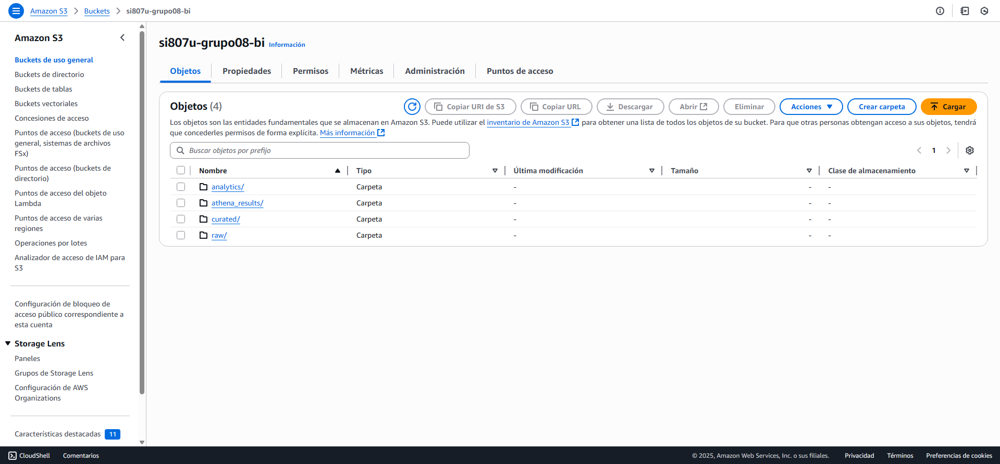 Amazon S3 > Buckets > si807u-grupo08-bi
Amazon S3
Buckets de uso general
Buckets de directorio
Buckets de tablas
Buckets vectoriales
Concesiones de acceso
Puntos de acceso (buckets de uso
general, sistemas de archivos
FSx)
Puntos de acceso (buckets de
directorio)
Puntos de acceso del objeto
Lambda
Puntos de acceso de varias
regiones
Operaciones por lotes
Analizador de acceso de IAM para
S3
Configuración de bloqueo de
acceso público correspondiente a
esta cuenta
Storage Lens
Paneles
Grupos de Storage Lens
Configuración de AWS
Organizations
Características destacadas 11
si807u-grupo08-bi Información
Objetos Propiedades Permisos Métricas Administración Puntos de acceso
Objetos (4) Copiar URI de S3 Copiar URL Descargar Abrir Eliminar Acciones Crear carpeta Cargar
Los objetos son las entidades fundamentales que se almacenan en Amazon S3. Puede utilizar el inventario de Amazon S3 para obtener una lista de todos los objetos de su bucket. Para que otras personas obtengan acceso a sus objetos, tendrá
que concederles permisos de forma explícita. Más información
Buscar objetos por prefijo 1
Nombre Tipo Última modificación Tamaño Clase de almacenamiento
analytics/ Carpeta - - -
athena_results/ Carpeta - - -
curated/ Carpeta - - -
raw/ Carpeta - - -
CloudShell Comentarios © 2025, Amazon Web Services, Inc. o sus filiales. Privacidad Términos Preferencias de cookies